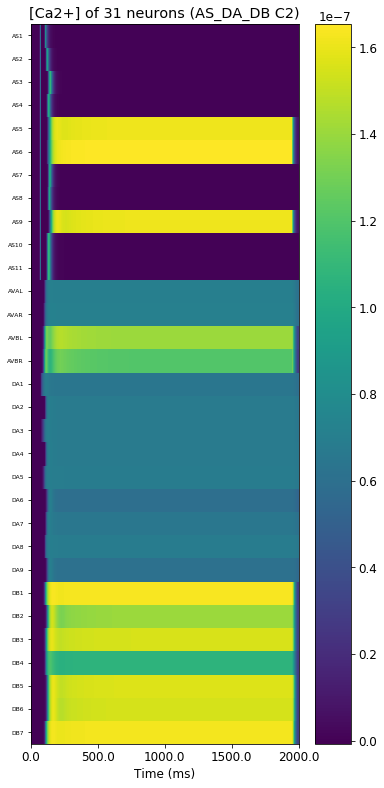 [Ca2+] of 31 neurons (AS_DA_DB C2)
1e−7
AS1
AS2
AS3
AS4
AS5
AS6
AS7
AS8
AS9
AS10
AS11
AVAL
AVAR
AVBL
AVBR
DA1
DA2
DA3
DA4
DA5
DA6
DA7
DA8
DA9
DB1
DB2
DB3
DB4
DB5
DB6
DB7
1.6
1.4
1.2
1.0
0.8
0.6
0.4
0.2
0.0
0.0 500.0 1000.0 1500.0 2000.0
Time (ms)